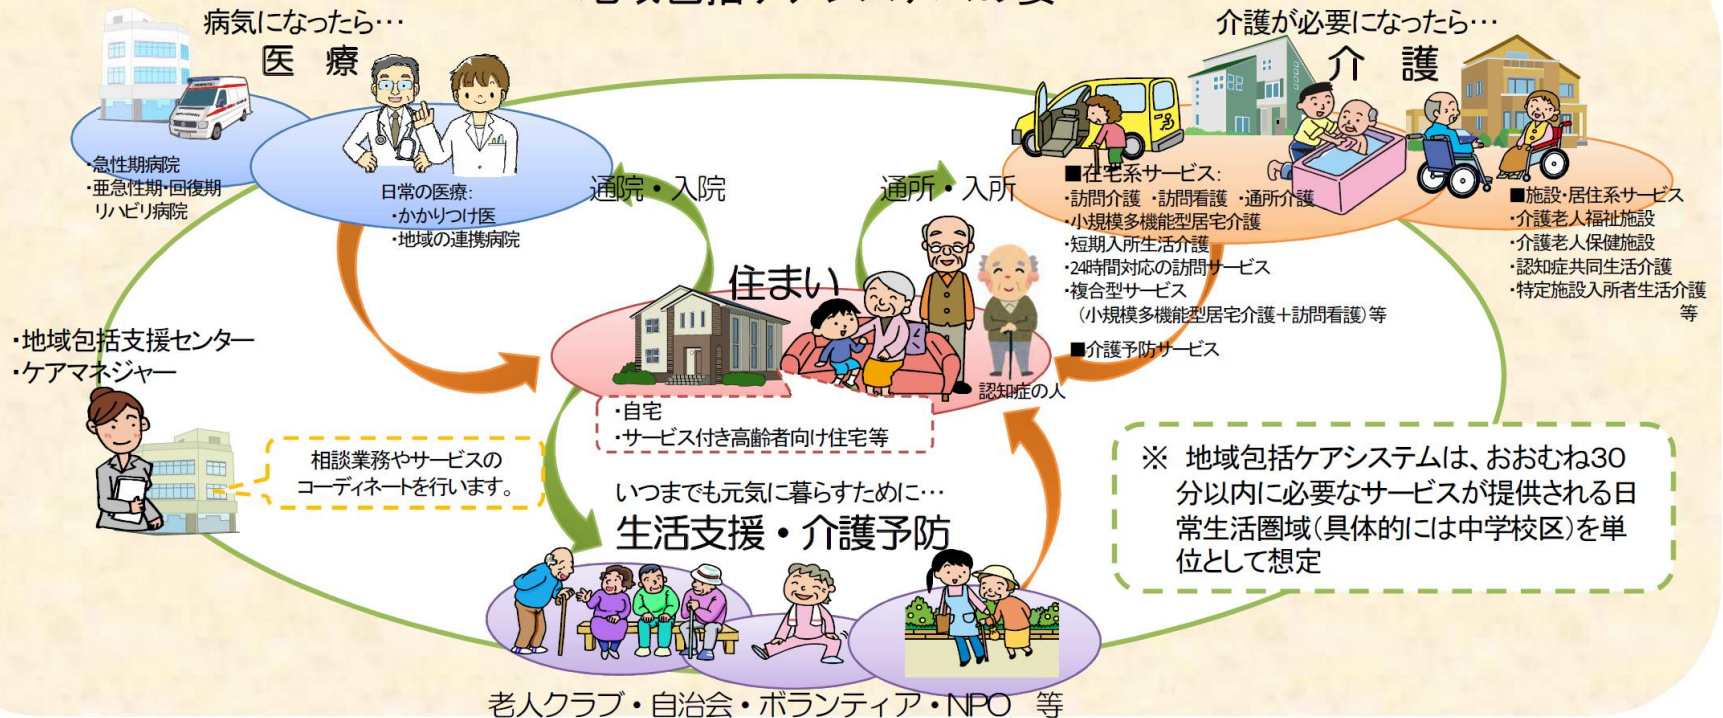 病気になったら…
医 療
・急性期病院
・亜急性期・回復期
リハビリ病院
日常の医療:
・かかりつけ医
・地域の連携病院
通院・入院
通所・入所
介護が必要になったら…
介 護
■在宅系サービス:
・訪問介護 ・訪問看護 ・通所介護
・小規模多機能型居宅介護
・短期入所生活介護
・24時間対応の訪問サービス
・複合型サービス
(小規模多機能型居宅介護+訪問看護)等
■介護予防サービス
■施設・居住系サービス
・介護老人福祉施設
・介護老人保健施設
・認知症共同生活介護
・特定施設入所者生活介護
等
住まい
認知症の人
・自宅
・サービス付き高齢者向け住宅等
・地域包括支援センター
・ケアマネジャー
相談業務やサービスの
コーディネートを行います。
いつまでも元気に暮らすために…
生活支援・介護予防
老人クラブ・自治会・ボランティア・NPO 等
※ 地域包括ケアシステムは、おおむね30
分以内に必要なサービスが提供される日
常生活圏域(具体的には中学校区)を単
位として想定